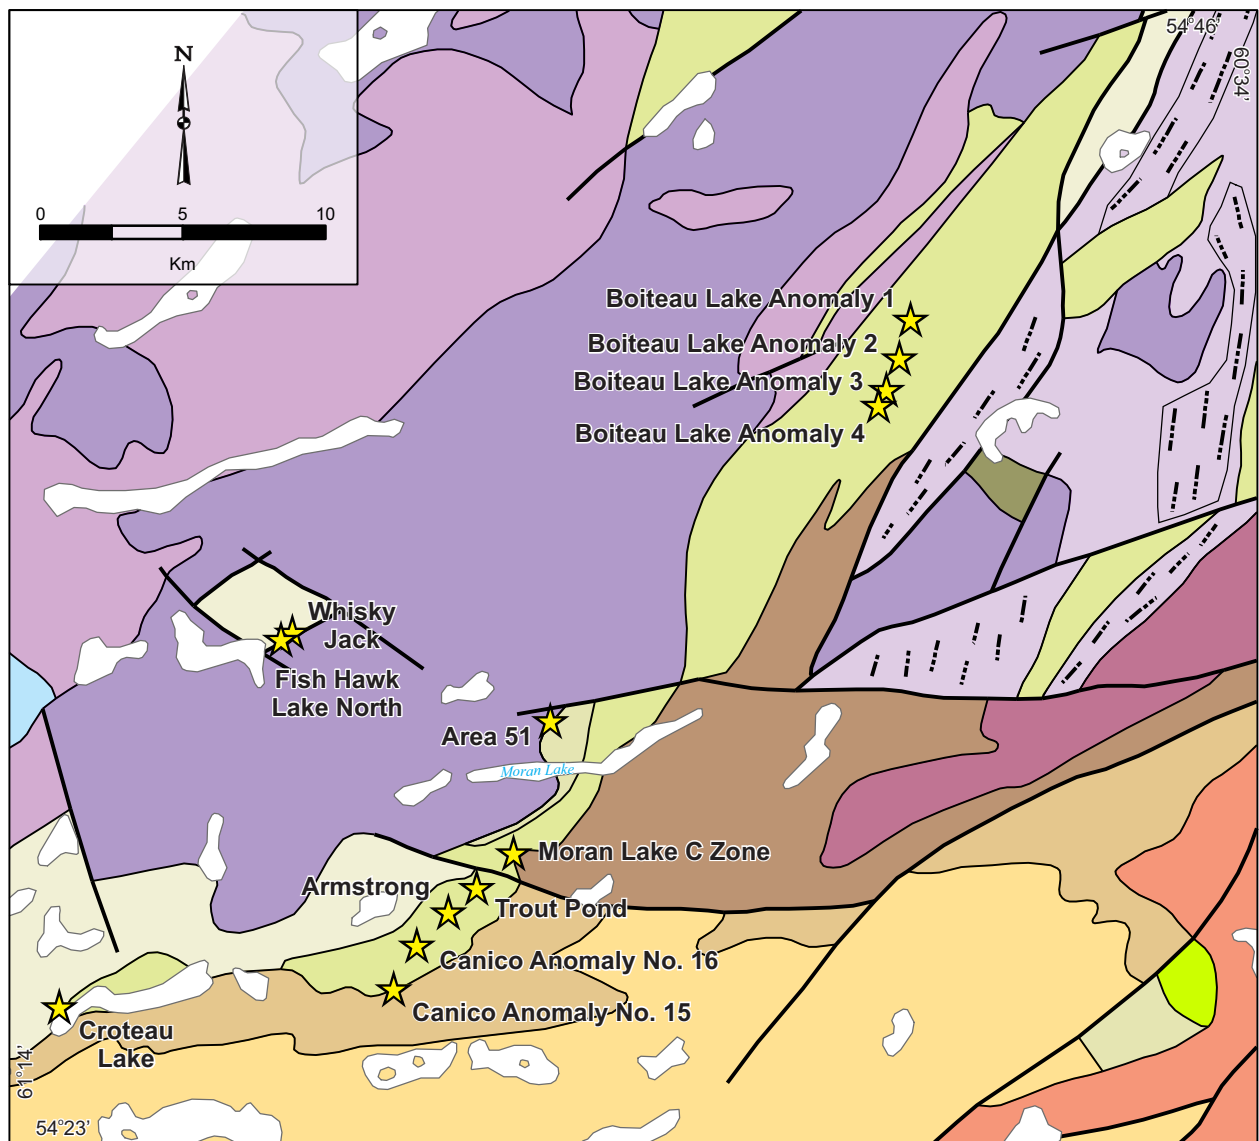 54°46'
60°34'
N
0 5 10
Km
Boiteau Lake Anomaly 1
Boiteau Lake Anomaly 2
Boiteau Lake Anomaly 3
Boiteau Lake Anomaly 4
Whisky
Jack
Fish Hawk
Lake North
Area 51
Moran Lake
Moran Lake C Zone
Armstrong
Trout Pond
Canico Anomaly No. 16
Canico Anomaly No. 15
Croteau
Lake
61°14'
54°23'